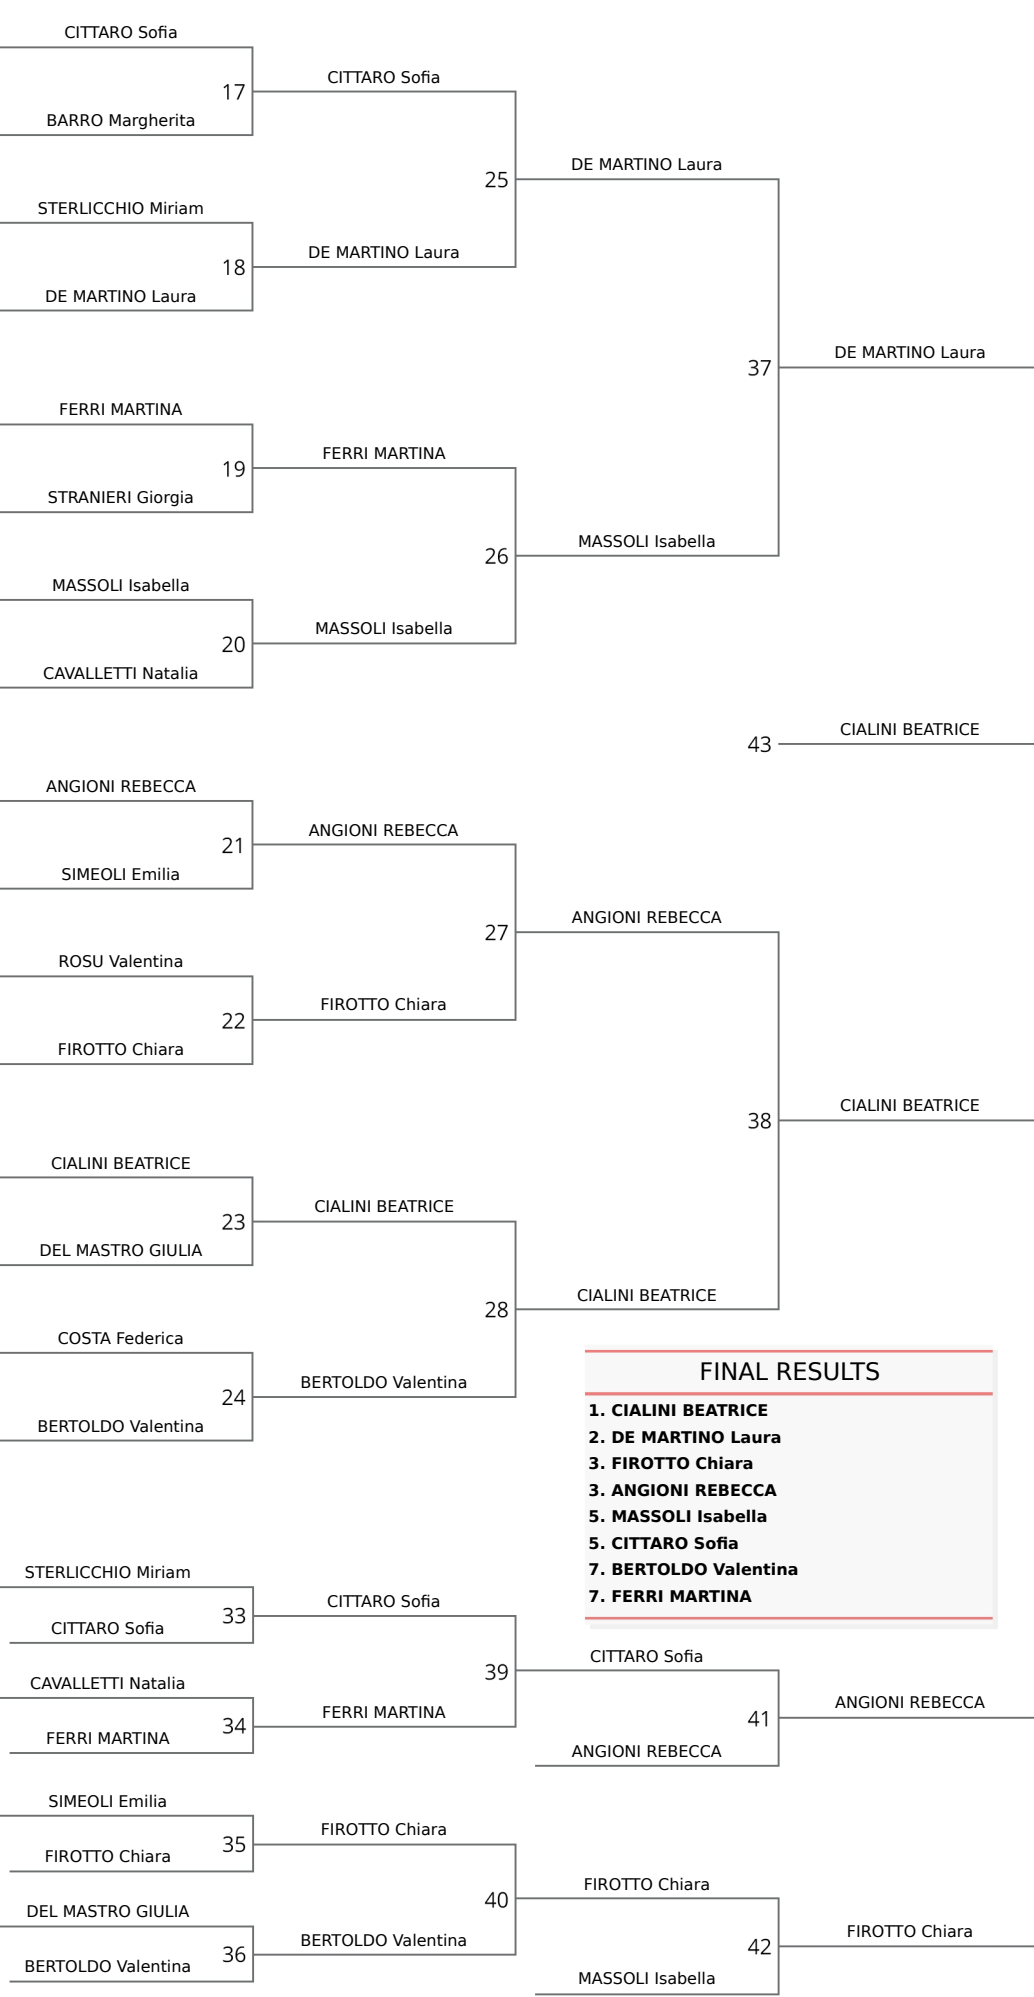 CITTARO Sofia
17
CITTARO Sofia
BARRO Margherita
25
DE MARTINO Laura
STERLICCHIO Miriam
18
DE MARTINO Laura
DE MARTINO Laura
37
DE MARTINO Laura
FERRI MARTINA
19
FERRI MARTINA
STRANIERI Giorgia
26
MASSOLI Isabella
MASSOLI Isabella
20
MASSOLI Isabella
CAVALLETTI Natalia
43
CIALINI BEATRICE
ANGIONI REBECCA
21
ANGIONI REBECCA
SIMEOLI Emilia
27
ANGIONI REBECCA
ROSU Valentina
22
FIROTTO Chiara
FIROTTO Chiara
38
CIALINI BEATRICE
CIALINI BEATRICE
23
CIALINI BEATRICE
DEL MASTRO GIULIA
28
CIALINI BEATRICE
COSTA Federica
24
BERTOLDO Valentina
BERTOLDO Valentina
FINAL RESULTS
1. CIALINI BEATRICE
2. DE MARTINO Laura
3. FIROTTO Chiara
3. ANGIONI REBECCA
5. MASSOLI Isabella
5. CITTARO Sofia
7. BERTOLDO Valentina
7. FERRI MARTINA
STERLICCHIO Miriam
33
CITTARO Sofia
CITTARO Sofia
39
CITTARO Sofia
CAVALLETTI Natalia
34
FERRI MARTINA
FERRI MARTINA
41
ANGIONI REBECCA
ANGIONI REBECCA
SIMEOLI Emilia
35
FIROTTO Chiara
FIROTTO Chiara
40
FIROTTO Chiara
DEL MASTRO GIULIA
36
BERTOLDO Valentina
BERTOLDO Valentina
42
FIROTTO Chiara
MASSOLI Isabella